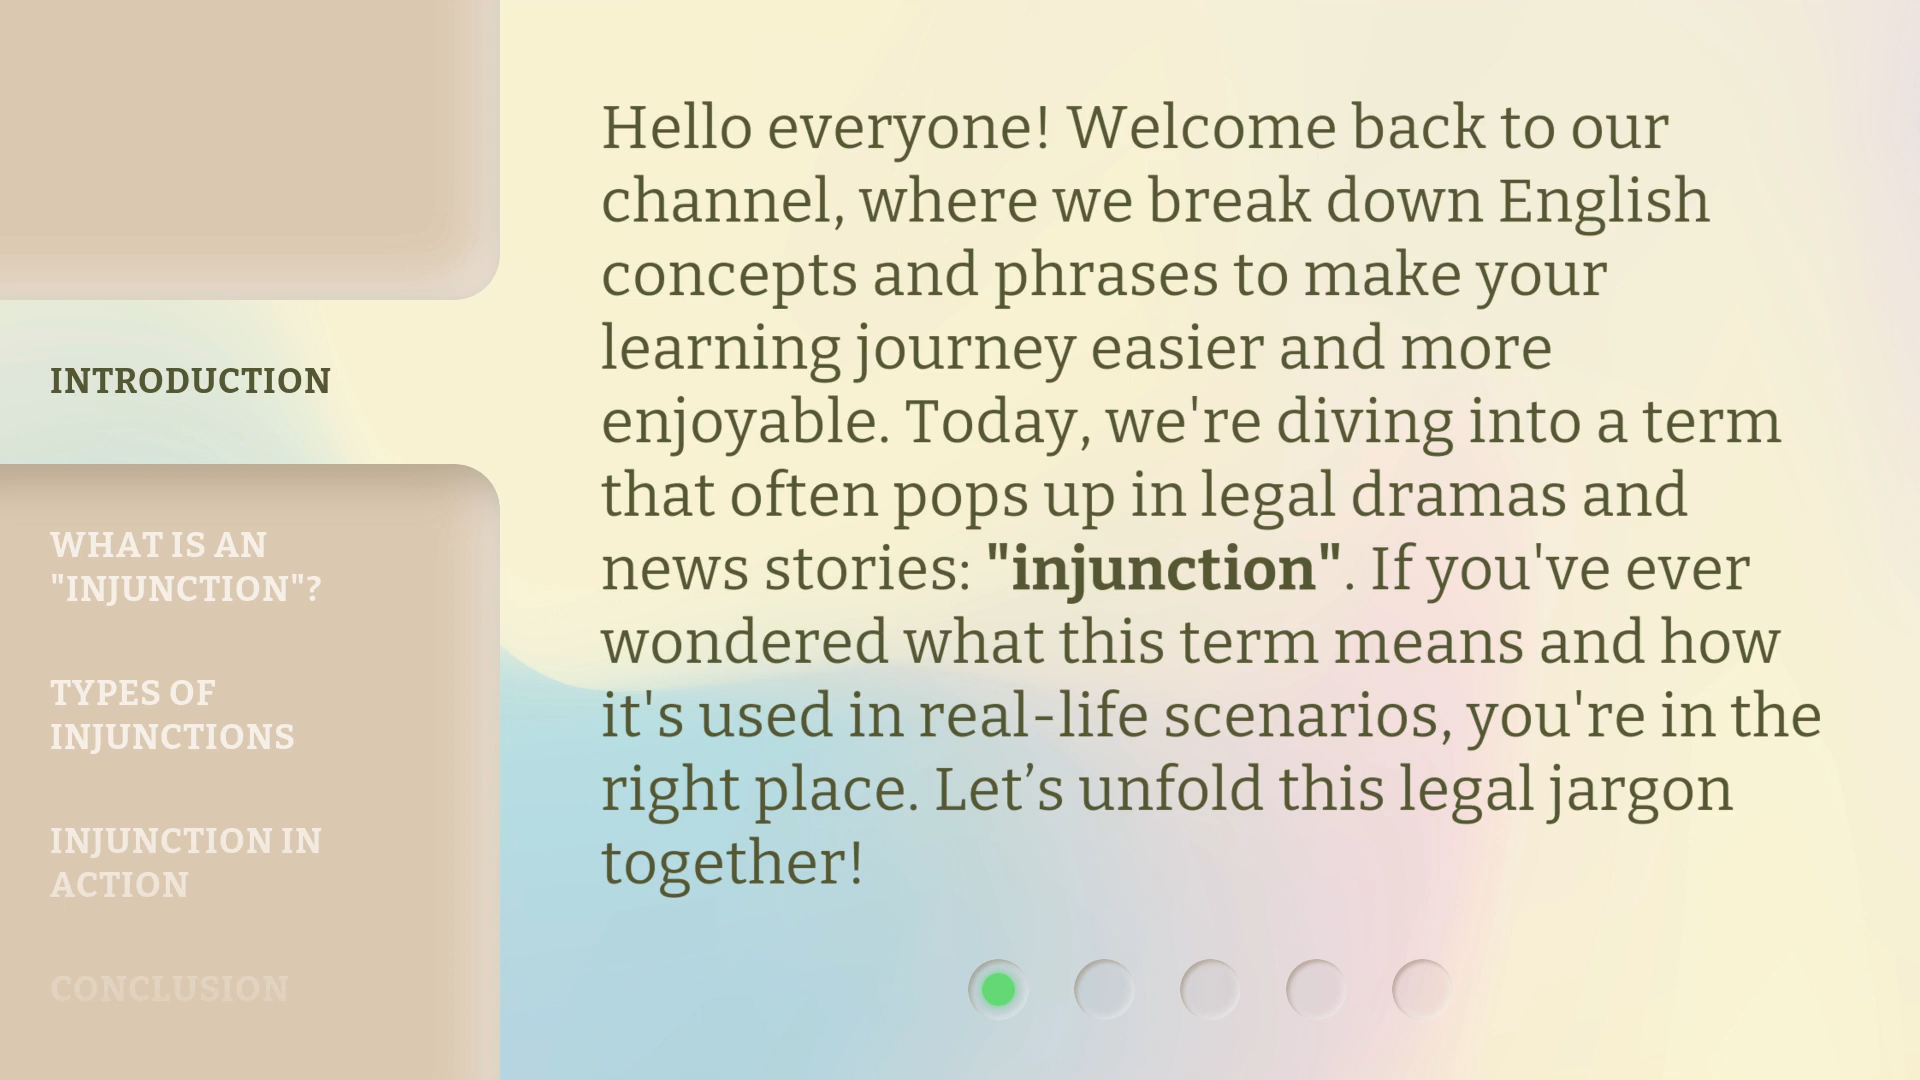 INTRODUCTION
WHAT IS AN
"INJUNCTION"?
TYPES OF
INJUNCTIONS
INJUNCTION IN
ACTION
CONCLUSION
Hello everyone! Welcome back to our
channel, where we break down English
concepts and phrases to make your
learning journey easier and more
enjoyable. Today, we're diving into a term
that often pops up in legal dramas and
news stories: "injunction". If you've ever
wondered what this term means and how
it's used in real-life scenarios, you're in the
right place. Let’s unfold this legal jargon
together!